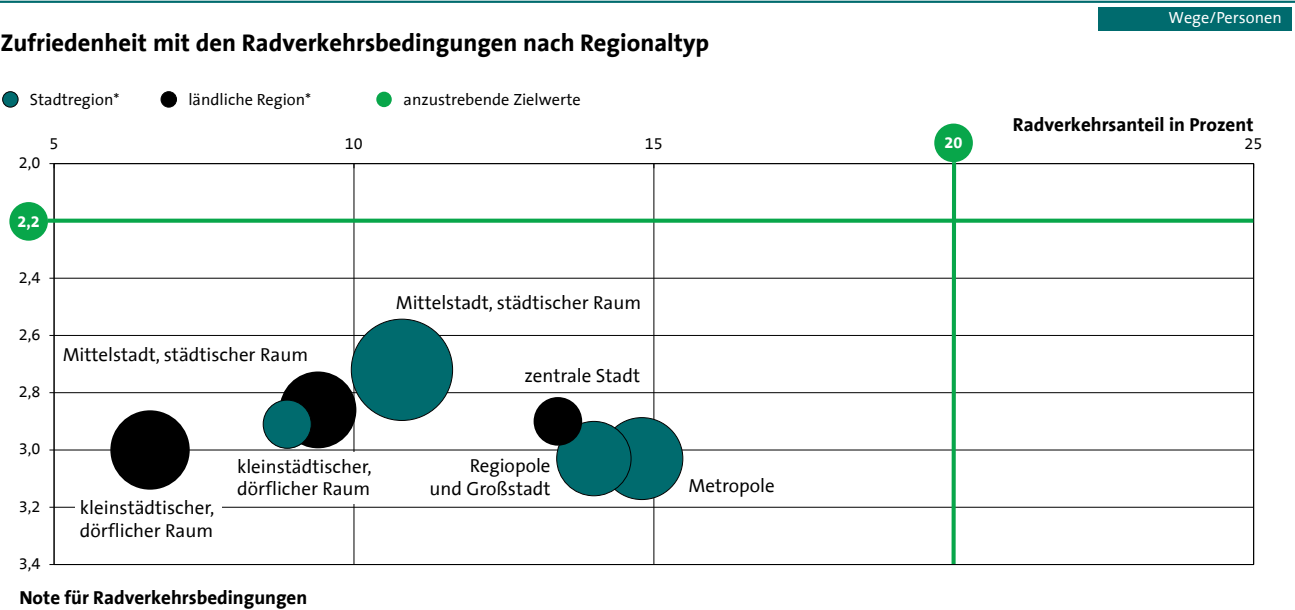 Wege/Personen
Zufriedenheit mit den Radverkehrsbedingungen nach Regionaltyp
Stadtregion* ländliche Region* anzustrebende Zielwerte
Radverkehrsanteil in Prozent
5 10 15 20 25
2,0
2,2
2,4
Mittelstadt, städtischer Raum
2,6
Mittelstadt, städtischer Raum
zentrale Stadt
2,8
3,0
kleinstädtischer,
dörflicher Raum
Regiopole
und Großstadt
Metropole
3,2
kleinstädtischer,
dörflicher Raum
3,4
Note für Radverkehrsbedingungen